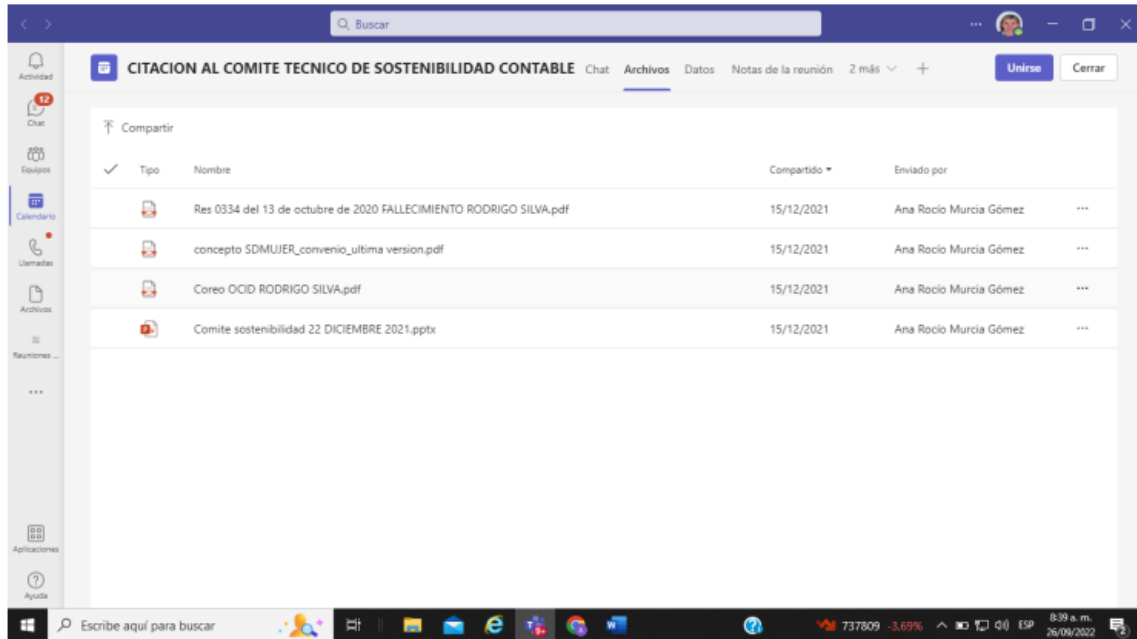 Buscar
Actividad
CITACION AL COMITE TECNICO DE SOSTENIBILIDAD CONTABLE Chat Archivos Datos Notas de la reunión 2 más Unirse Cerrar
12
Chat
Compartir
Equipos
Tipo Nombre Compartido Enviado por
Calendario
Res 0334 del 13 de octubre de 2020 FALLECIMIENTO RODRIGO SILVA.pdf 15/12/2021 Ana Rocío Murcia Gómez
concepto SDMUJER_convenio_ultima version.pdf 15/12/2021 Ana Rocío Murcia Gómez
Llamadas
Coreo OCID RODRIGO SILVA.pdf 15/12/2021 Ana Rocío Murcia Gómez
Archivos
Comite sostenibilidad 22 DICIEMBRE 2021.pptx 15/12/2021 Ana Rocío Murcia Gómez
Reuniones ...
Aplicaciones
Ayuda
Escribe aquí para buscar 737809 -3,69% ESP 8:39 a. m.
26/09/2022